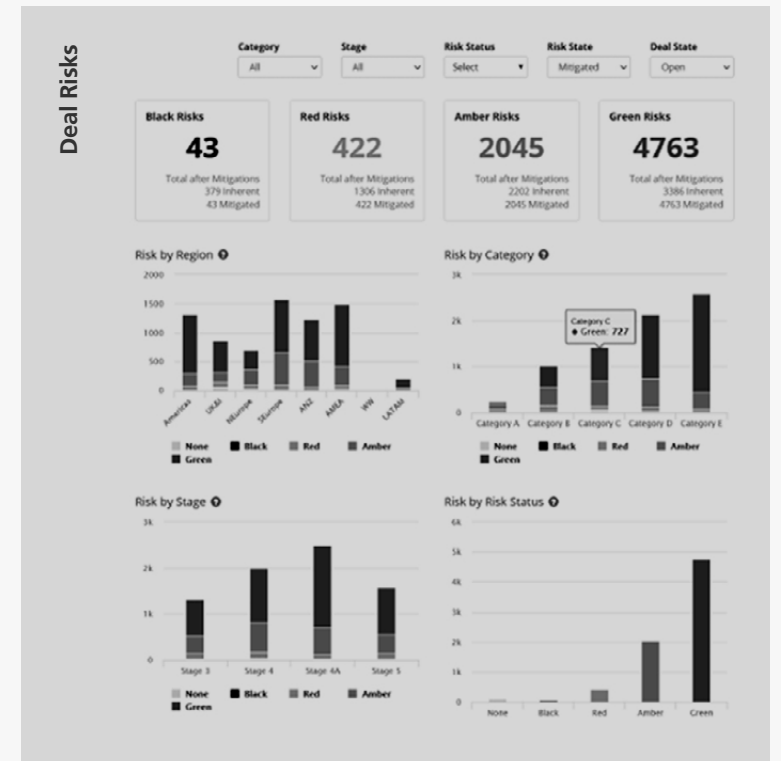 Deal Risks
Category Stage Risk Status Risk State Deal State
All All Select Mitigated Open
Black Risks
43
Total after Mitigations
379 Inherent
43 Mitigated
Red Risks
422
Total after Mitigations
1306 Inherent
422 Mitigated
Amber Risks
2045
Total after Mitigations
2202 Inherent
2045 Mitigated
Green Risks
4763
Total after Mitigations
3386 Inherent
4763 Mitigated
Risk by Region ?
2000
1500
1000
500
0
Americas UK&I NEurope SEurope ANZ AMEA WW LATAM
None Black Red Amber
Green
Risk by Category ?
3k
2k
1k
0
Category C
Green: 727
Category A Category B Category C Category D Category E
None Black Red Amber
Green
Risk by Stage ?
3k
2k
1k
0
Stage 3 Stage 4 Stage 4A Stage 5
None Black Red Amber
Green
Risk by Risk Status ?
6k
5k
4k
3k
2k
1k
0
None Black Red Amber Green